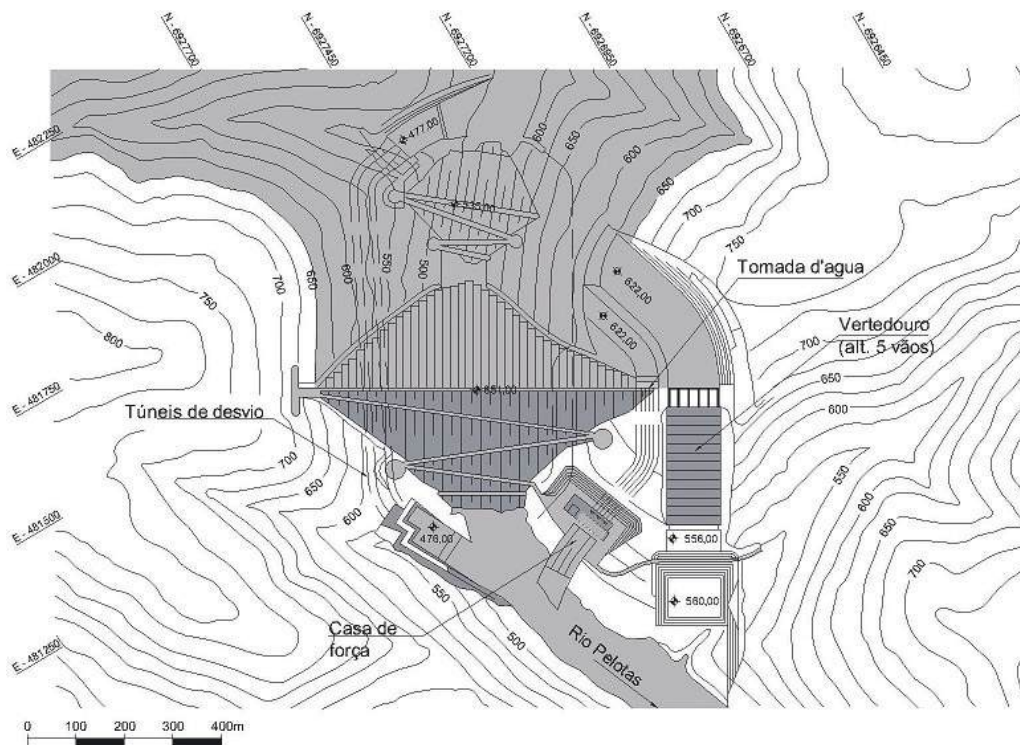 N - 6927700
N - 6927450
N - 6927200
N - 6926950
N - 6926700
N - 6926450
E - 482250
E - 482000
E - 481750
E - 481500
E - 481250
477,00
600
650
600
650
700
750
550
500
600
650
700
750
800
622,00
622,00
Tomada d'agua
Vertedouro
(alt. 5 vãos)
700
650
600
651,00
Túneis de desvio
700
650
600
550
500
476,00
Casa de
força
556,00
560,00
550
600
650
700
Rio Pelotas
0 100 200 300 400m